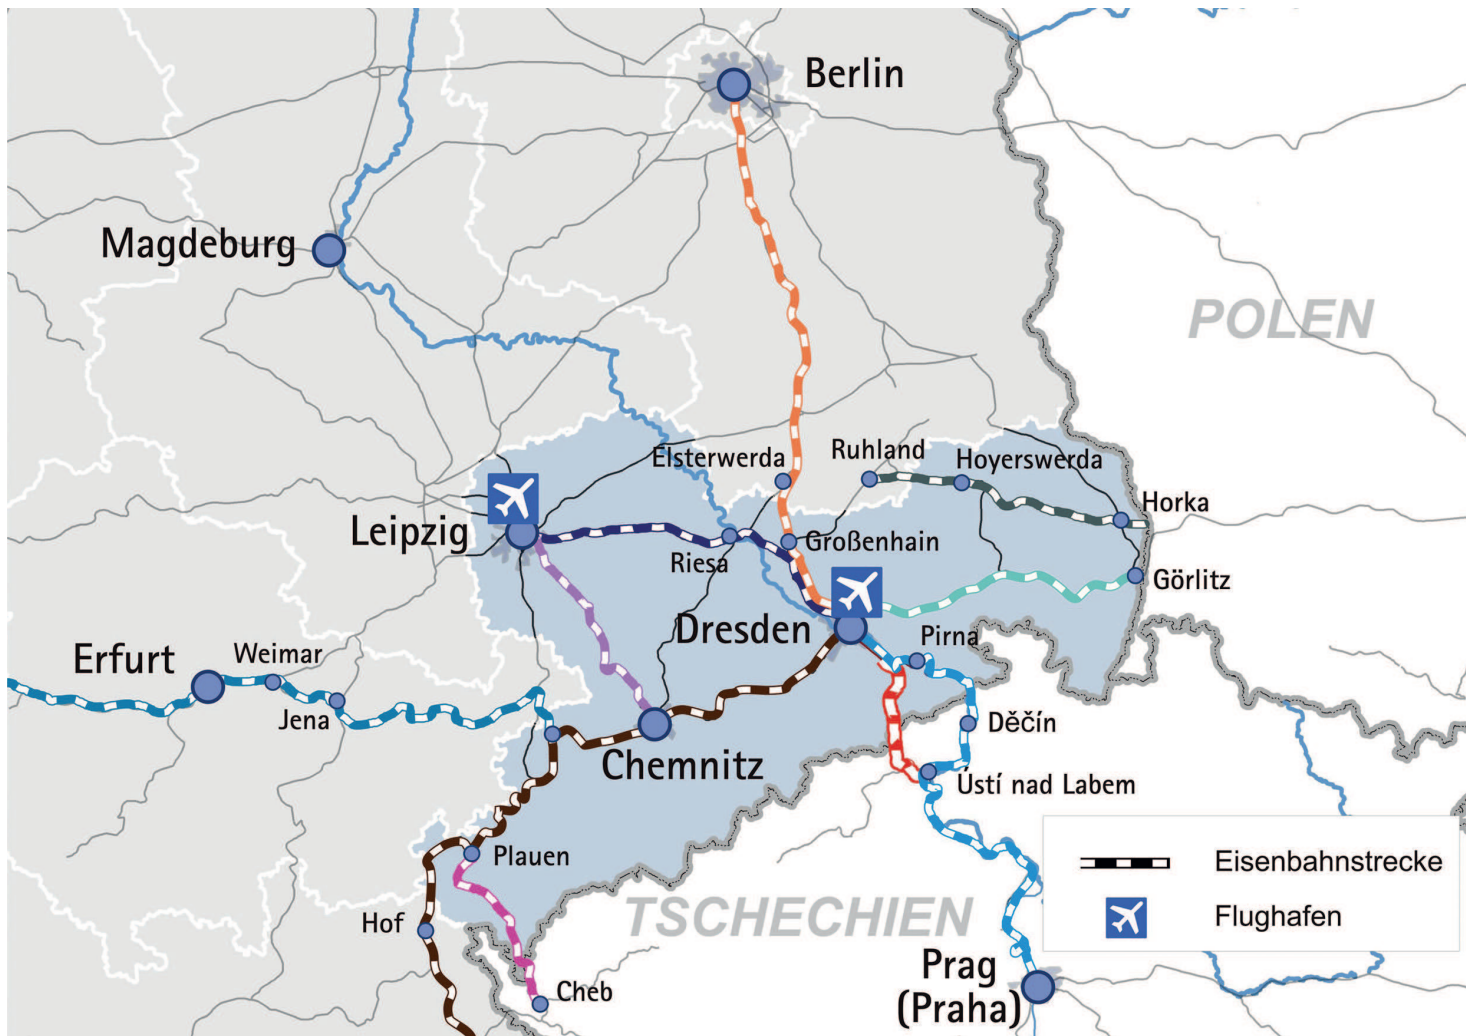 Berlin
Magdeburg
POLEN
Elsterwerda
Ruhland
Hoyerswerda
Horka
Leipzig
Riesa
Großenhain
Görlitz
Dresden
Pirna
Erfurt
Weimar
Jena
Děčín
Chemnitz
Ústí nad Labem
Plauen
Eisenbahnstrecke
Flughafen
Hof
TSCHECHIEN
Cheb
Prag
(Praha)